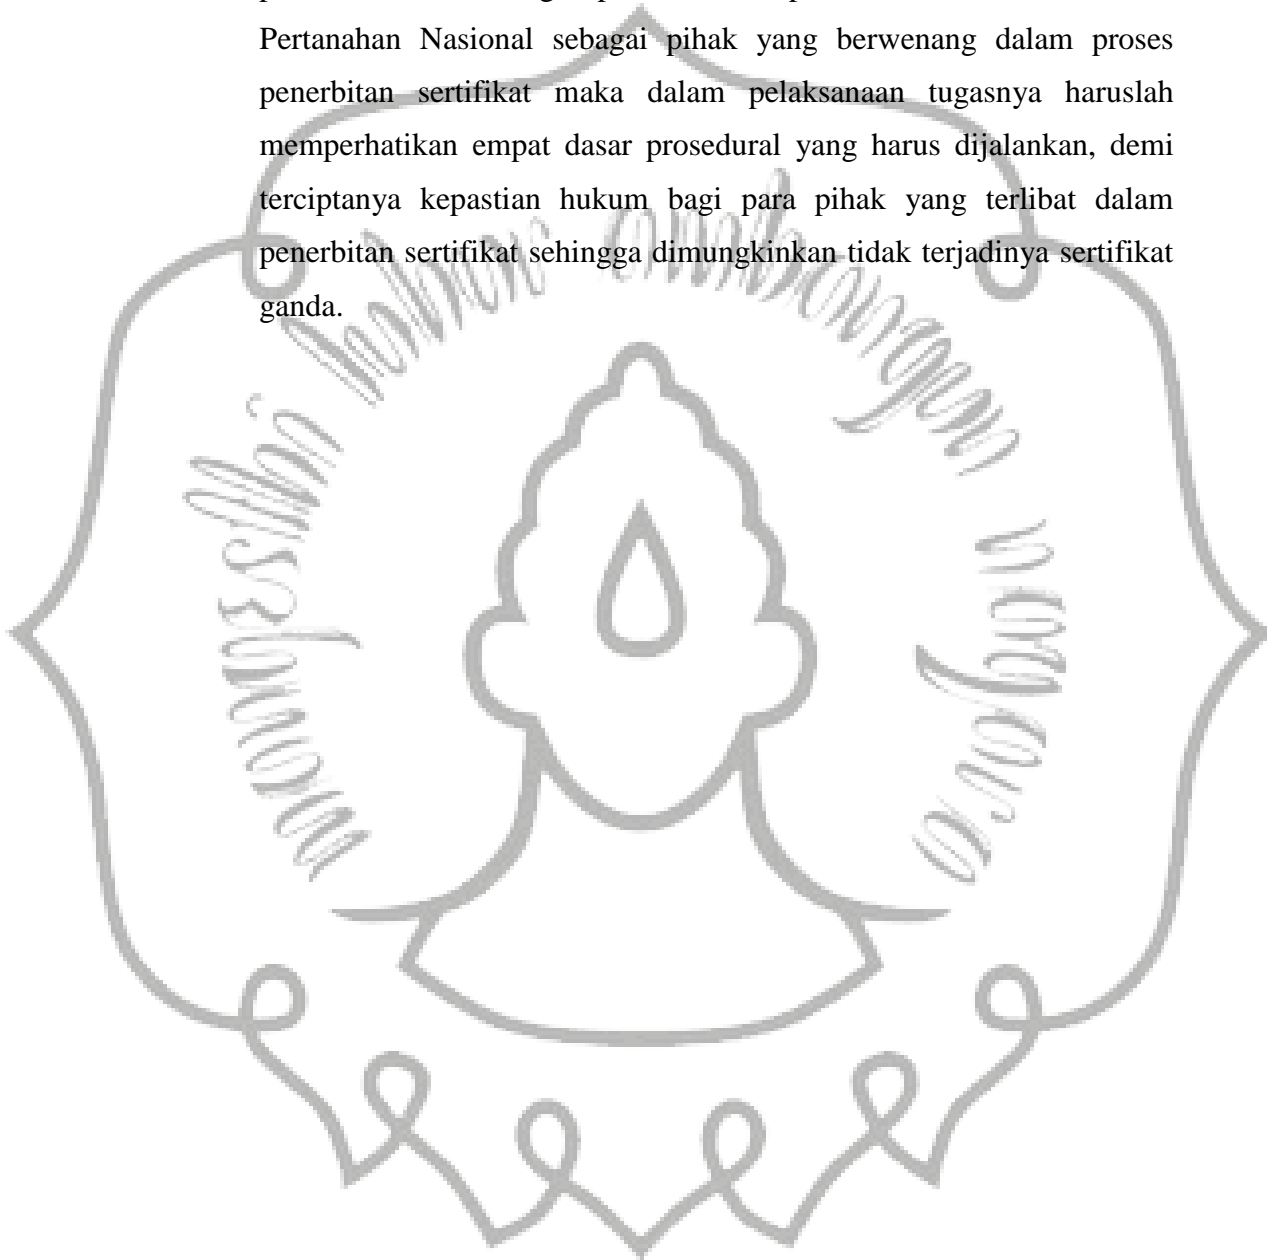 Pertanahan Nasional sebagai pihak yang berwenang dalam proses
penerbitan sertifikat maka dalam pelaksanaan tugasnya haruslah
memperhatikan empat dasar prosedural yang harus dijalankan, demi
terciptanya kepastian hukum bagi para pihak yang terlibat dalam
penerbitan sertifikat sehingga dimungkinkan tidak terjadinya sertifikat
ganda.